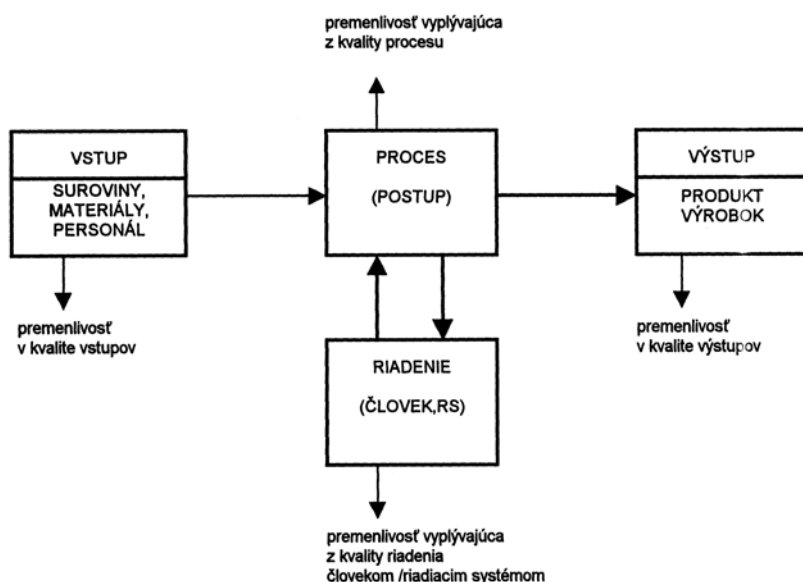 premenlivosť vyplývajúca
z kvality procesu
VSTUP
SUROVINY,
MATERIÁLY,
PERSONÁL
PROCES
(POSTUP)
VÝSTUP
PRODUKT
VÝROBOK
premenlivosť
v kvalite vstupov
premenlivosť
v kvalite výstupov
RIADENIE
(ČLOVEK,RS)
premenlivosť vyplývajúca
z kvality riadenia
človekom /riadiacim systémom